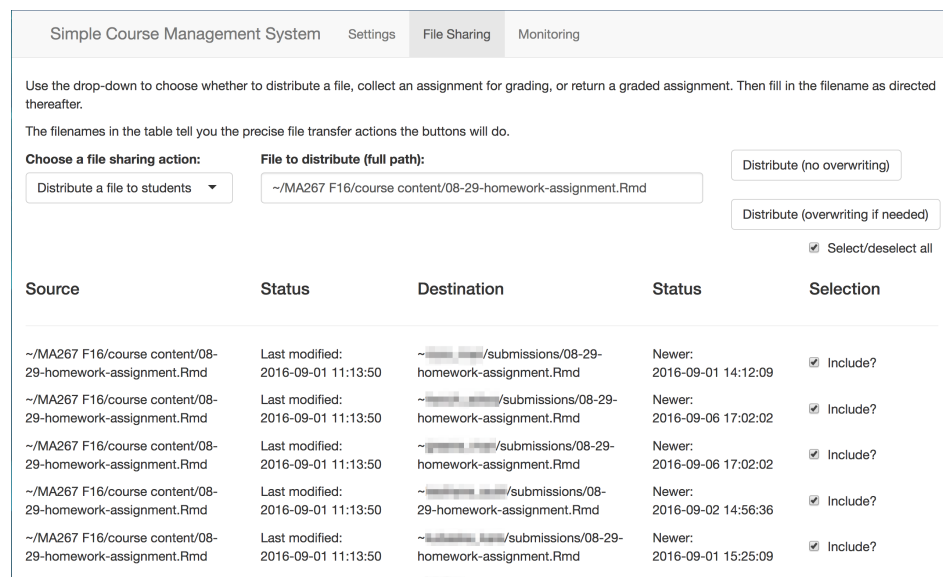 Simple Course Management System Settings File Sharing Monitoring
Use the drop-down to choose whether to distribute a file, collect an assignment for grading, or return a graded assignment. Then fill in the filename as directed
thereafter.
The filenames in the table tell you the precise file transfer actions the buttons will do.
Choose a file sharing action: File to distribute (full path):
Distribute (no overwriting)
Distribute a file to students ~/MA267 F16/course content/08-29-homework-assignment.Rmd
Distribute (overwriting if needed)
Select/deselect all
Source Status Destination Status Selection
~/MA267 F16/course content/08- Last modified: ~ /submissions/08-29- Newer:
29-homework-assignment.Rmd 2016-09-01 11:13:50 homework-assignment.Rmd 2016-09-01 14:12:09 Include?
~/MA267 F16/course content/08- Last modified: ~ /submissions/08-29- Newer:
29-homework-assignment.Rmd 2016-09-01 11:13:50 homework-assignment.Rmd 2016-09-06 17:02:02 Include?
~/MA267 F16/course content/08- Last modified: ~ /submissions/08-29- Newer:
29-homework-assignment.Rmd 2016-09-01 11:13:50 homework-assignment.Rmd 2016-09-06 17:02:02 Include?
~/MA267 F16/course content/08- Last modified: ~ /submissions/08- Newer:
29-homework-assignment.Rmd 2016-09-01 11:13:50 29-homework-assignment.Rmd 2016-09-02 14:56:36 Include?
~/MA267 F16/course content/08- Last modified: ~ /submissions/08-29- Newer:
29-homework-assignment.Rmd 2016-09-01 11:13:50 homework-assignment.Rmd 2016-09-01 15:25:09 Include?